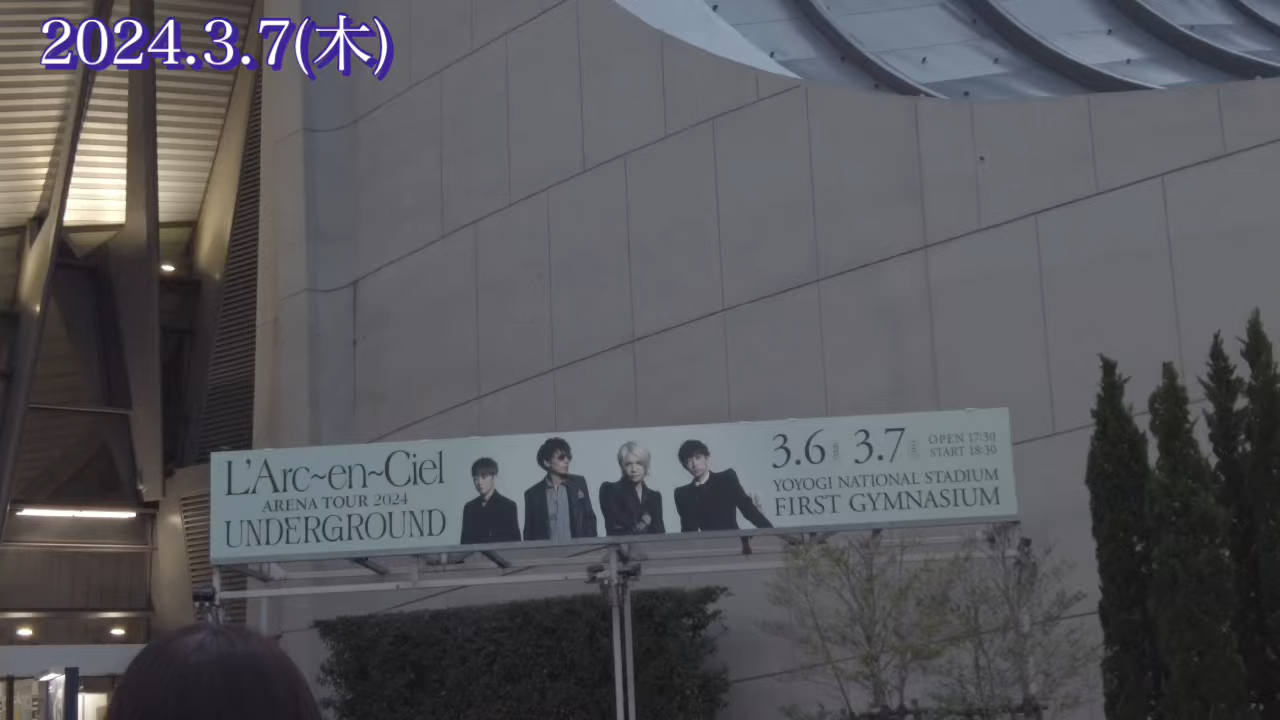 2024.3.7(木)
L'Arc~en~Ciel
ARENA TOUR 2024
UNDERGROUND
3.6 3.7
OPEN 17:30
START 18:30
YOYOGI NATIONAL STADIUM
FIRST GYMNASIUM